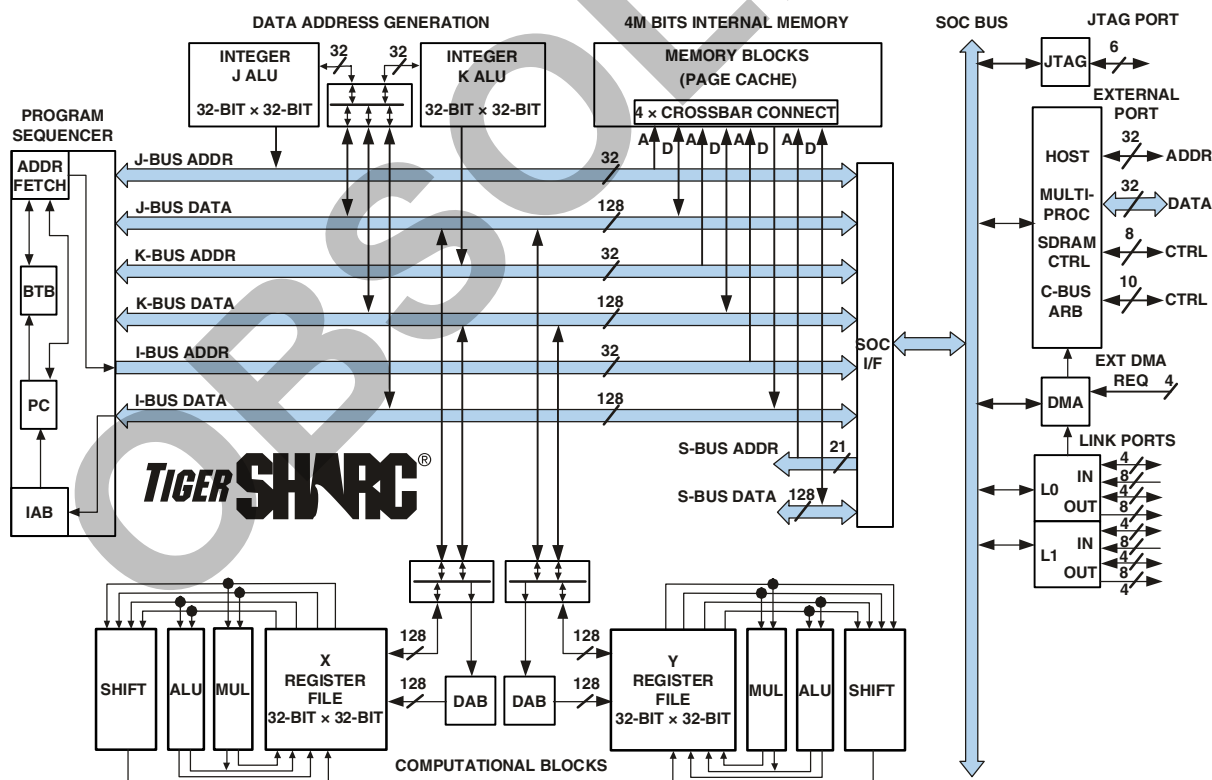 DATA ADDRESS GENERATION
4M BITS INTERNAL MEMORY
SOC BUS
JTAG PORT
INTEGER
J ALU
32-BIT × 32-BIT
32
32
INTEGER
K ALU
32-BIT × 32-BIT
MEMORY BLOCKS
(PAGE CACHE)
4 × CROSSBAR CONNECT
A D A D A D A D
JTAG
6
PROGRAM
SEQUENCER
ADDR
FETCH
BTB
PC
IAB
J-BUS ADDR
32
J-BUS DATA
128
K-BUS ADDR
32
K-BUS DATA
128
I-BUS ADDR
32
I-BUS DATA
128
S-BUS ADDR
21
S-BUS DATA
128
SOC
I/F
EXTERNAL
PORT
HOST
32
ADDR
MULTI-
PROC
32
DATA
SDRAM
CTRL
8
CTRL
C-BUS
ARB
10
CTRL
EXT DMA
REQ
4
DMA
LINK PORTS
L0
IN
OUT
4
8
4
8
L1
IN
OUT
4
8
4
8
4
TIGER SHARC®
OBSOLETE
SHIFT
ALU
MUL
X
REGISTER
FILE
32-BIT × 32-BIT
128
128
DAB
DAB
128
128
Y
REGISTER
FILE
32-BIT × 32-BIT
MUL
ALU
SHIFT
COMPUTATIONAL BLOCKS